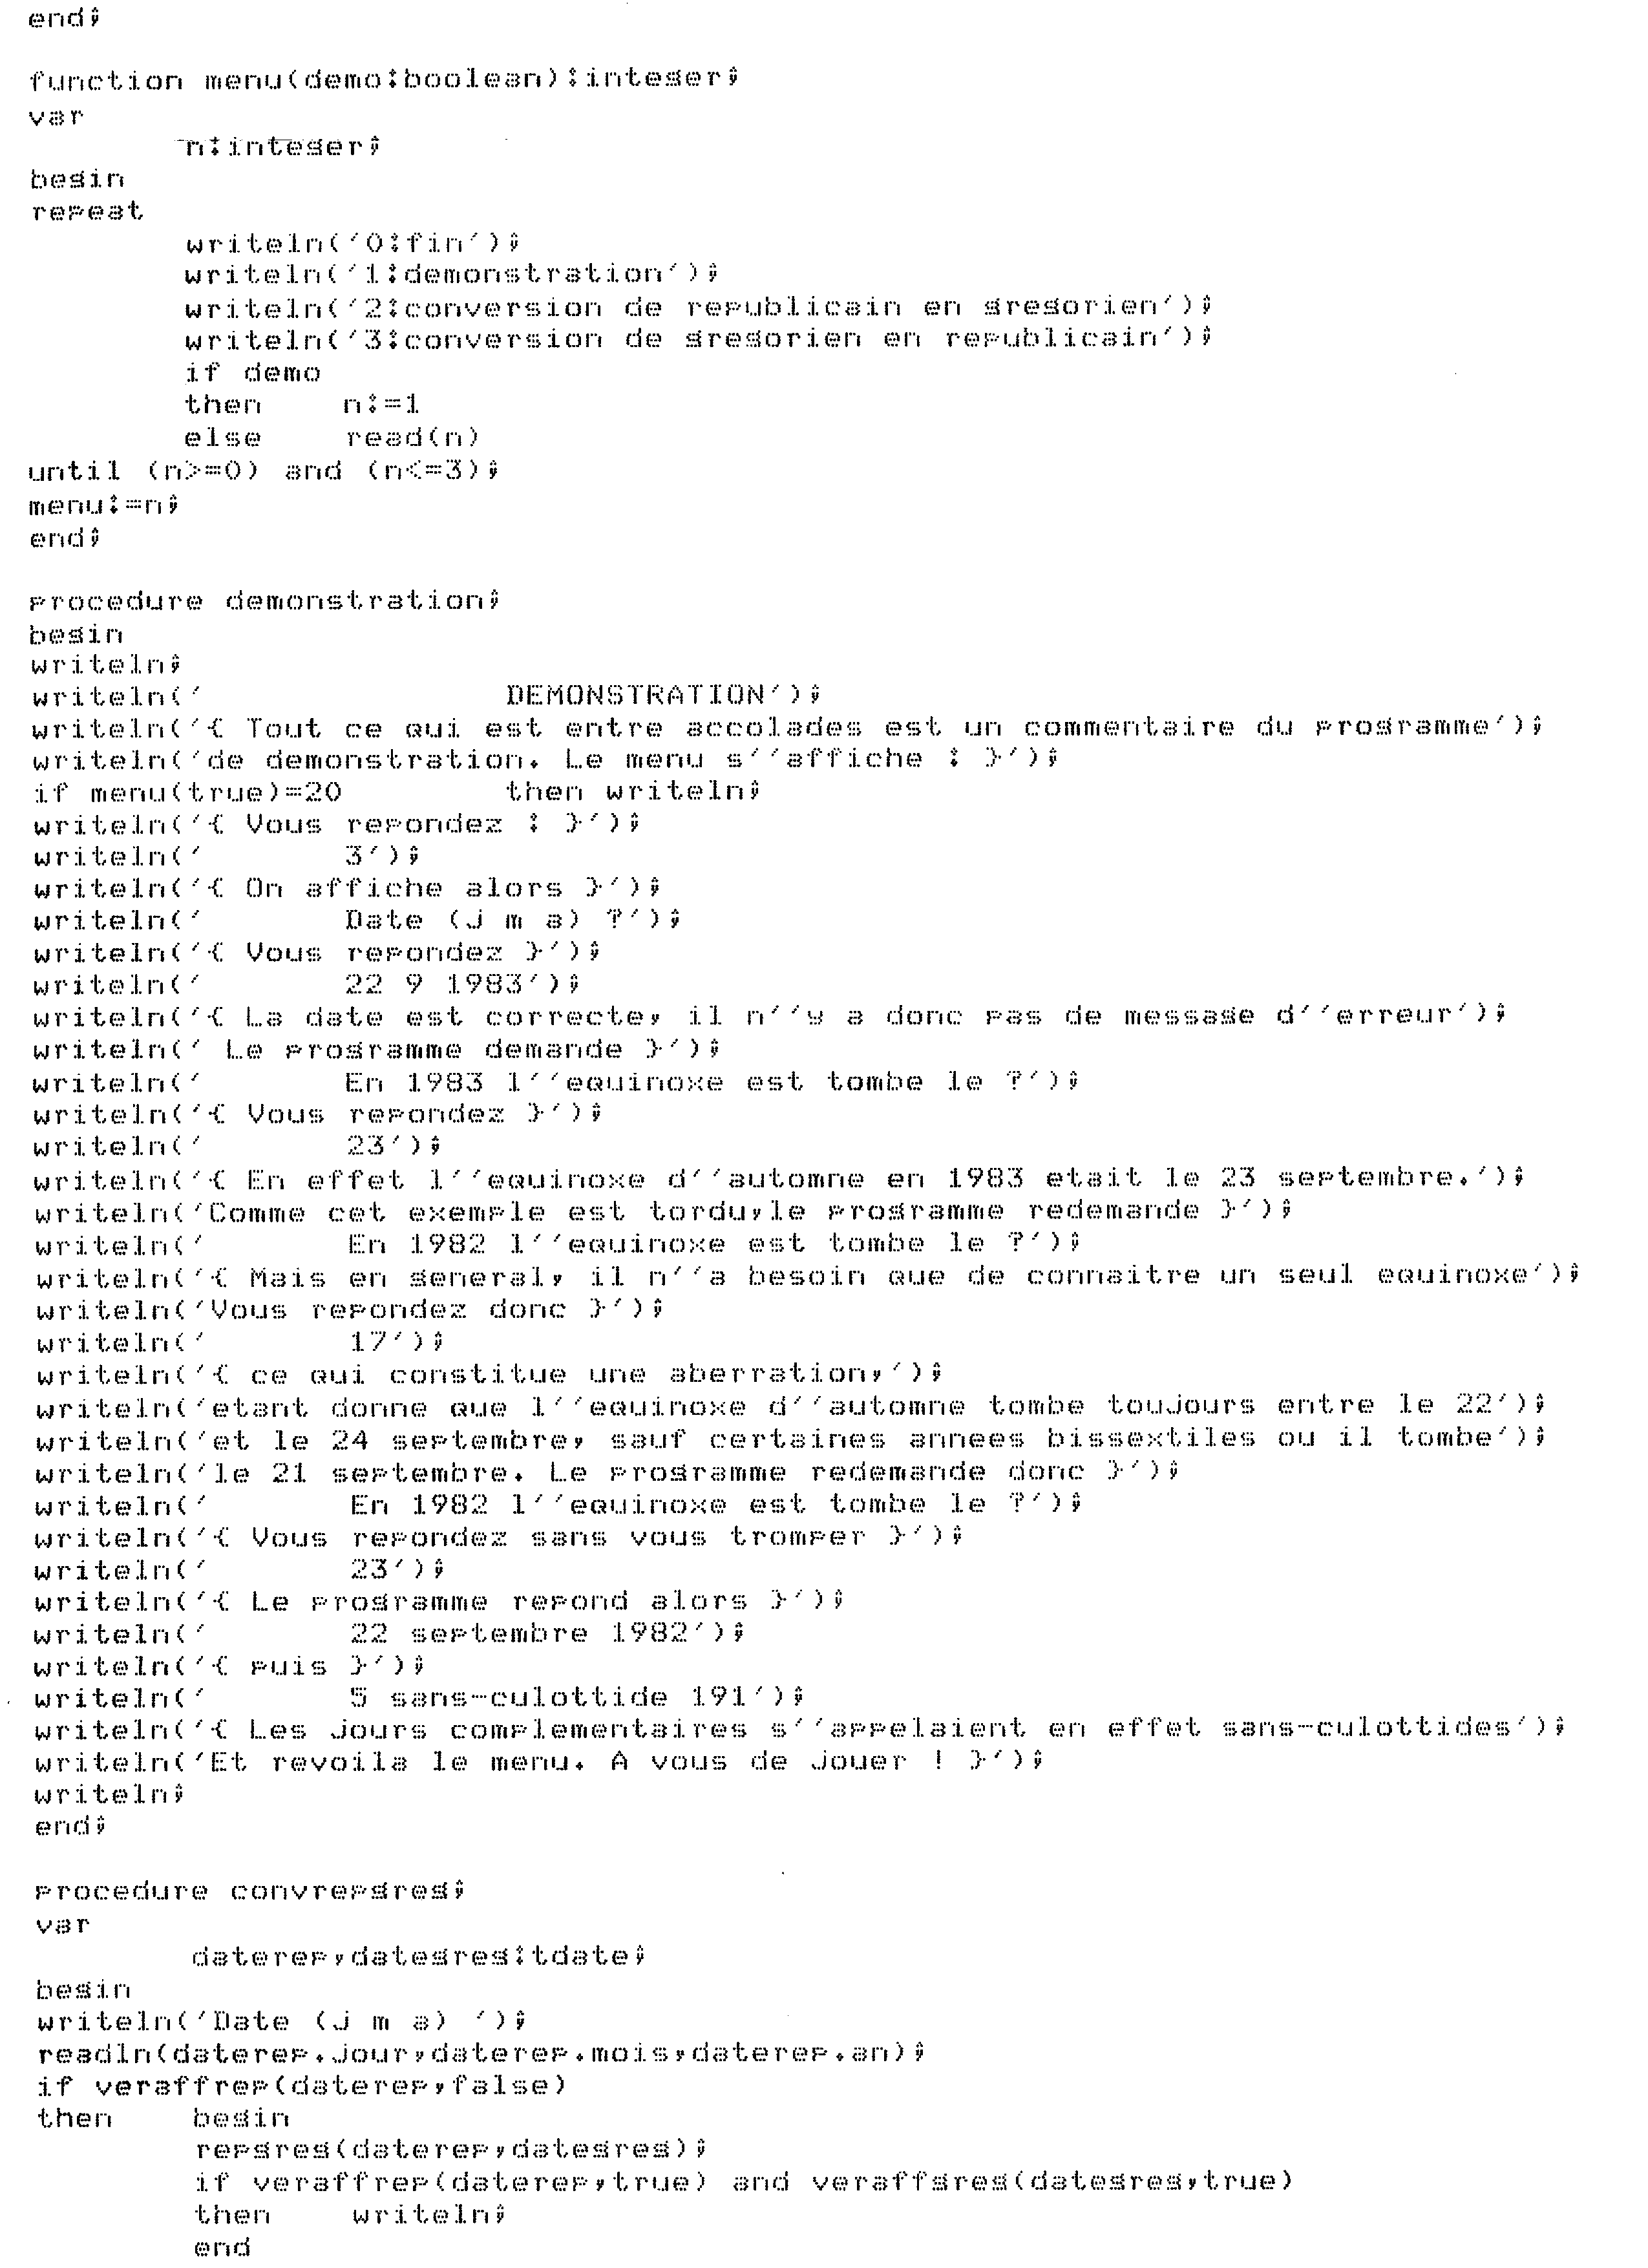 end;
function menu(demo:boolean):integer;
var
n:integer;
begin
repeat
writeln('0:fin');
writeln('1:demonstration');
writeln('2:conversion de republicain en gregorien');
writeln('3:conversion de gregorien en republicain');
if demo
then n:=1
else read(n)
until (n>=0) and (n<=3);
menu:=n;
end;
procedure demonstration;
begin
writeln;
writeln(' DEMONSTRATION');
writeln('{ Tout ce qui est entre accolades est un commentaire du programme');
writeln('de demonstration. Le menu s''affiche : }');
if menu(true)=20 then writeln;
writeln('{ Vous repondez : }');
writeln(' 3');
writeln('{ On affiche alors }');
writeln(' Date (j m a) ?');
writeln('{ Vous repondez }');
writeln(' 22 9 1983');
writeln('{ La date est correcte, il n''y a donc pas de message d''erreur');
writeln(' Le programme demande }');
writeln(' En 1983 l''equinoxe est tombe le ?');
writeln('{ Vous repondez }');
writeln(' 23');
writeln('{ En effet l''equinoxe d''automne en 1983 etait le 23 septembre.');
writeln('Comme cet exemple est tordu,le programme redemande }');
writeln(' En 1982 l''equinoxe est tombe le ?');
writeln('{ Mais en general, il n''a besoin que de connaitre un seul equinoxe');
writeln('Vous repondez donc }');
writeln(' 17');
writeln('{ ce qui constitue une aberration,');
writeln('etant donne que l''equinoxe d''automne tombe toujours entre le 22');
writeln('et le 24 septembre, sauf certaines annees bissextiles ou il tombe');
writeln('le 21 septembre. Le programme redemande donc }');
writeln(' En 1982 l''equinoxe est tombe le ?');
writeln('{ Vous repondez sans vous tromper }');
writeln(' 23');
writeln('{ Le programme repond alors }');
writeln(' 22 septembre 1982');
writeln('{ puis }');
writeln(' 5 sans-culottide 191');
writeln('{ Les jours complementaires s''appelaient en effet sans-culottides');
writeln('Et revoila le menu. A vous de jouer ! }');
writeln;
end;
procedure convrepgreg;
var
daterep,dategreg:tdate;
begin
writeln('Date (j m a) ');
readln(daterep.jour,daterep.mois,daterep.an);
if veraffrep(daterep,false)
then begin
repgreg(daterep,dategreg);
if veraffrep(daterep,true) and veraffgreg(dategreg,true)
then writeln;
end